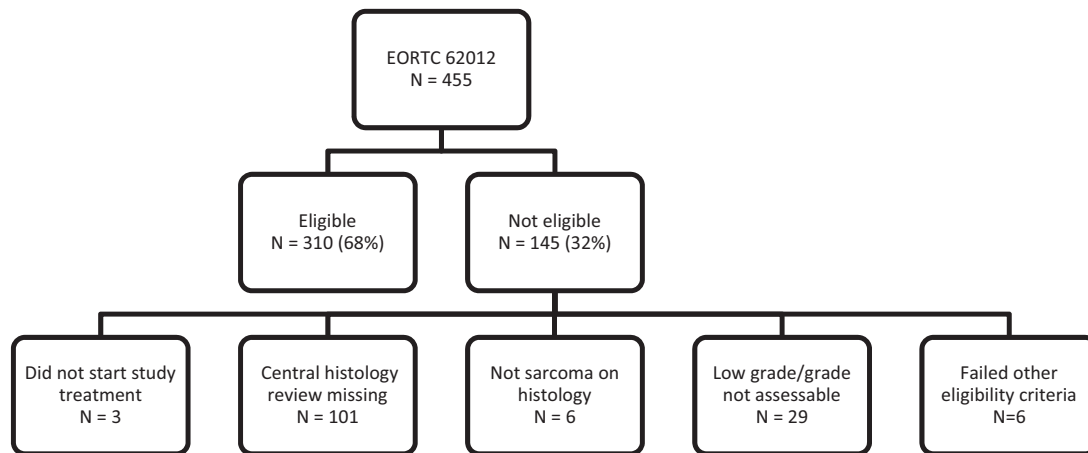 EORTC 62012
N = 455
Eligible
N = 310 (68%)
Not eligible
N = 145 (32%)
Did not start study
treatment
N = 3
Central histology
review missing
N = 101
Not sarcoma on
histology
N = 6
Low grade/grade
not assessable
N = 29
Failed other
eligibility criteria
N=6